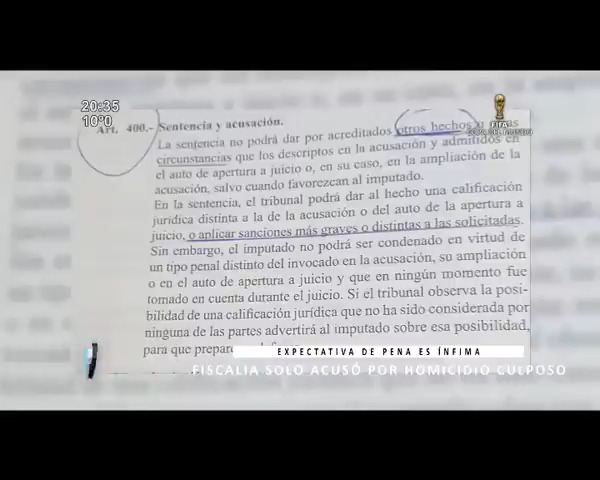 20:35
10º0
FIFA
Art. 400.- Sentencia y acusación.
La sentencia no podrá dar por acreditados otros hechos u otras
circunstancias que los descriptos en la acusación y admitidos en
el auto de apertura a juicio o, en su caso, en la ampliación de la
acusación, salvo cuando favorezcan al imputado.
En la sentencia, el tribunal podrá dar al hecho una calificación
jurídica distinta a la de la acusación o del auto de apertura a
juicio, o aplicar sanciones más graves o distintas a las solicitadas.
Sin embargo, el imputado no podrá ser condenado en virtud de
un tipo penal distinto del invocado en la acusación, su ampliación
o en el auto de apertura a juicio y que en ningún momento fue
tomado en cuenta durante el juicio. Si el tribunal observa la posi-
bilidad de una calificación jurídica que no ha sido considerada por
ninguna de las partes advertirá al imputado sobre esa posibilidad,
para que prepare
EXPECTATIVA DE PENA ES ÍNFIMA
FISCALÍA SOLO ACUSÓ POR HOMICIDIO CULPOSO